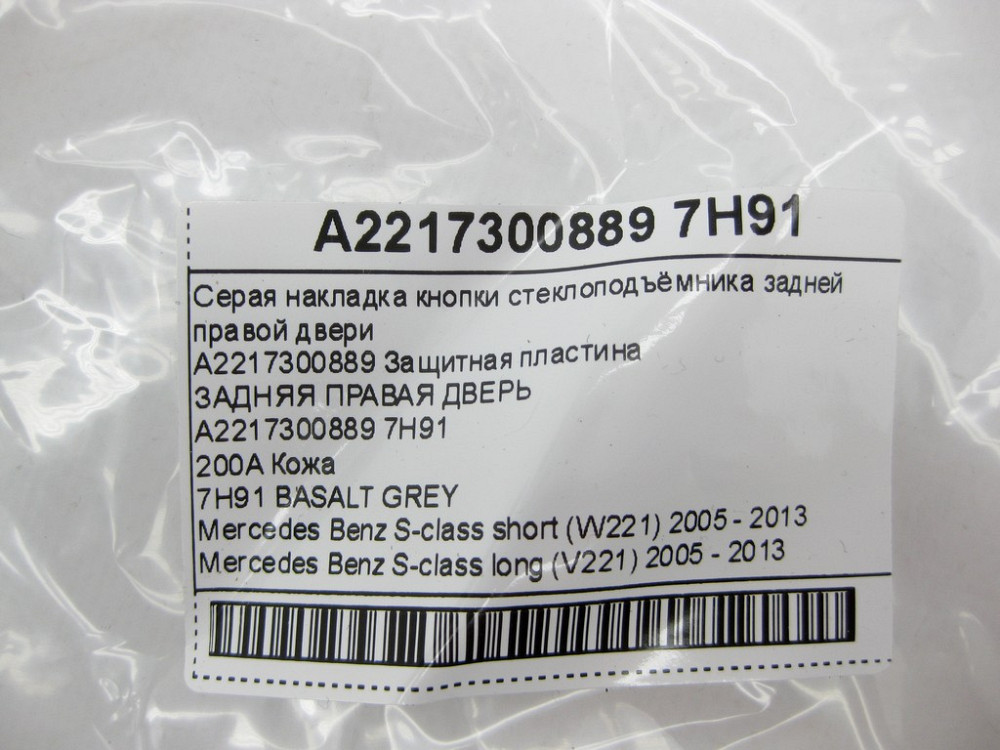 A2217300889 7H91
Серая накладка кнопки стеклоподъёмника задней
правой двери
A2217300889 Защитная пластина
ЗАДНЯЯ ПРАВАЯ ДВЕРЬ
A2217300889 7H91
200A Кожа
7H91 BASALT GREY
Mercedes Benz S-class short (W221) 2005 - 2013
Mercedes Benz S-class long (V221) 2005 - 2013